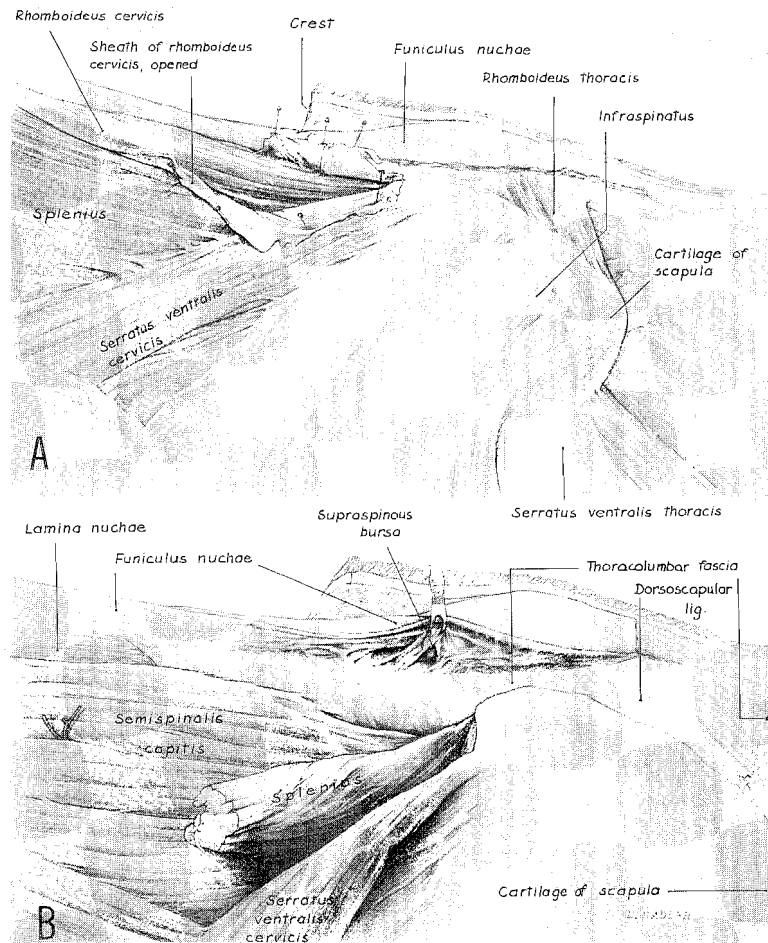 Rhomboideus cervicis
Crest
Sheath of rhomboideus
cervicis, opened
Funiculus nuchae
Rhomboideus thoracis
Infraspinatus
Splenius
Cartilage of
scapula
Serratus ventralis
cervicis
A
Serratus ventralis thoracis
Supraspinous
bursa
Lamina nuchae
Funiculus nuchae
Thoracolumbar fascia
Dorsoscapular
lig.
Semispinalis
capitis
Splenius
Cartilage of scapula
Serratus
ventralis
cervicis
B